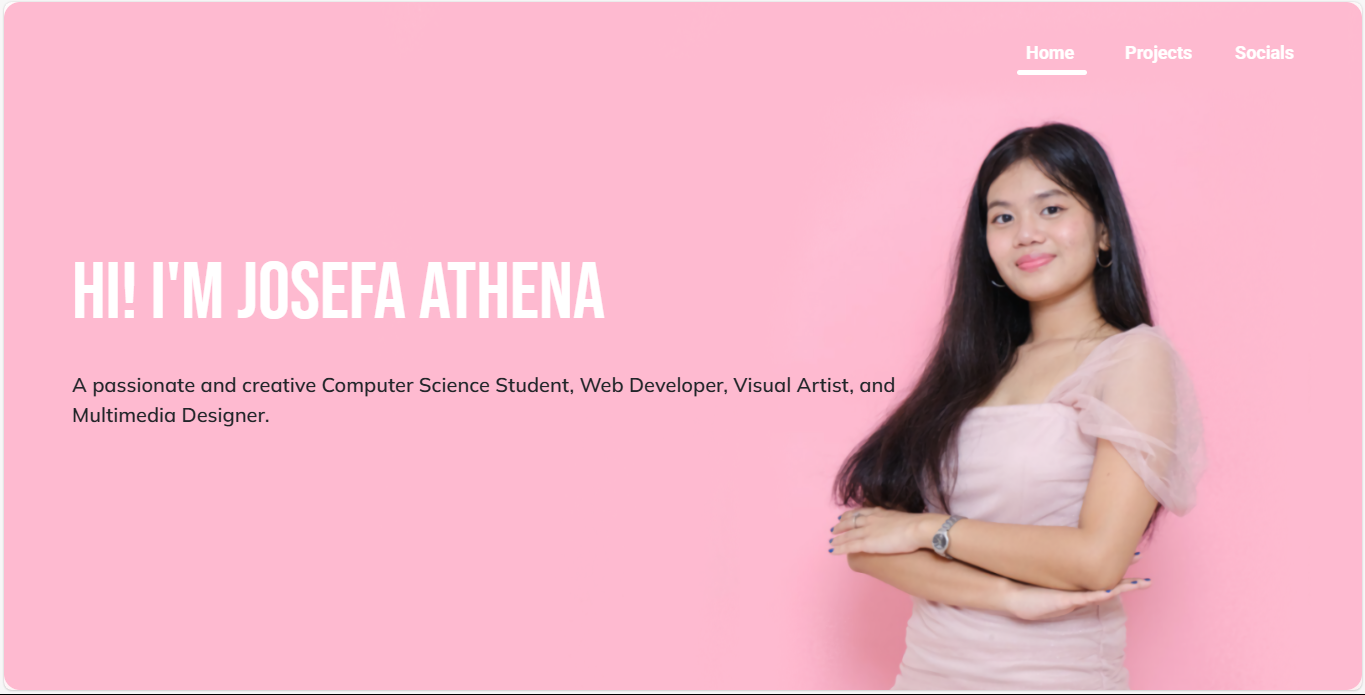 Home Projects Socials
HI! I'M JOSEFA ATHENA
A passionate and creative Computer Science Student, Web Developer, Visual Artist, and
Multimedia Designer.